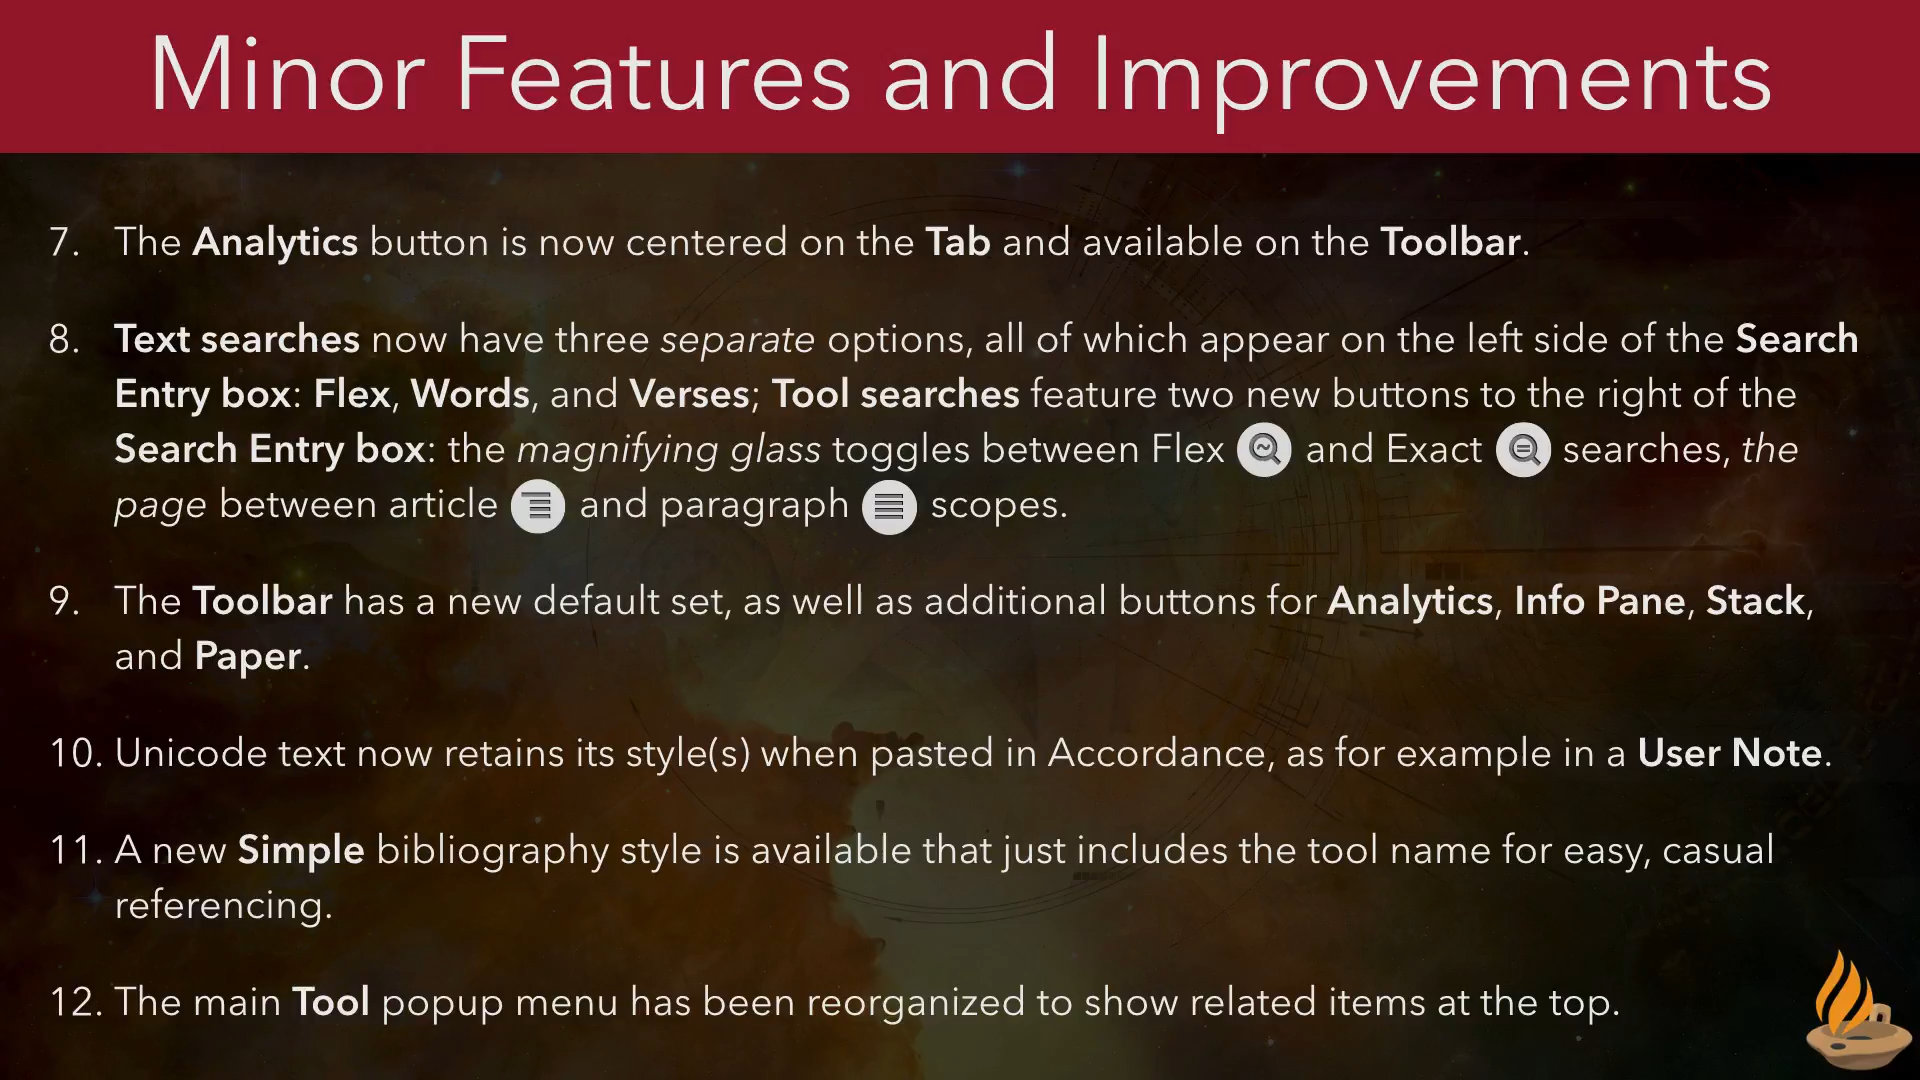 Minor Features and Improvements
7. The Analytics button is now centered on the Tab and available on the Toolbar.
8. Text searches now have three separate options, all of which appear on the left side of the Search
Entry box: Flex, Words, and Verses; Tool searches feature two new buttons to the right of the
Search Entry box: the magnifying glass toggles between Flex and Exact searches, the
page between article and paragraph scopes.
9. The Toolbar has a new default set, as well as additional buttons for Analytics, Info Pane, Stack,
and Paper.
10. Unicode text now retains its style(s) when pasted in Accordance, as for example in a User Note.
11. A new Simple bibliography style is available that just includes the tool name for easy, casual
referencing.
12. The main Tool popup menu has been reorganized to show related items at the top.